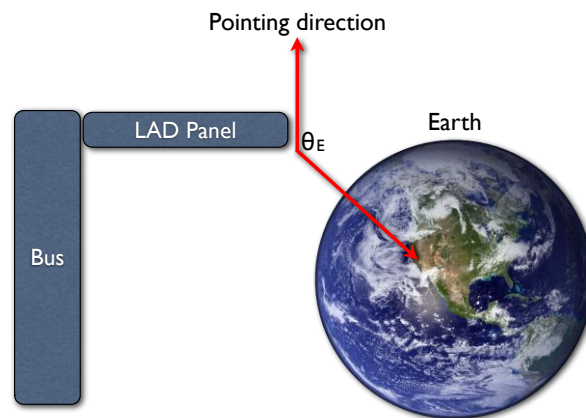 Pointing direction
LAD Panel
Earth
θE
Bus